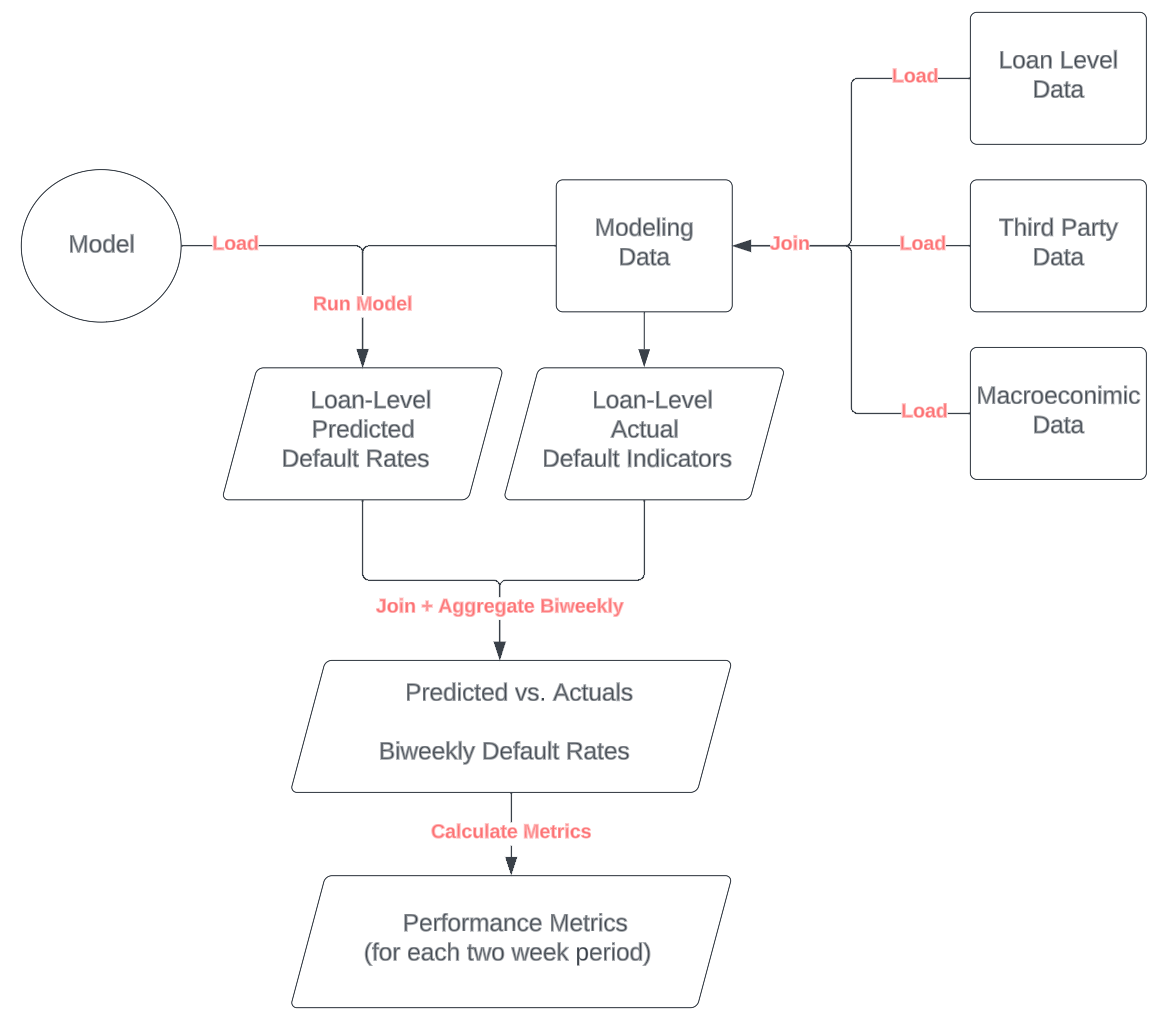 Loan Level
Data
Load
Model
Load
Modeling
Data
Join
Load
Third Party
Data
Run Model
Loan-Level
Predicted
Default Rates
Loan-Level
Actual
Default Indicators
Load
Macroeconimic
Data
Join + Aggregate Biweekly
Predicted vs. Actuals
Biweekly Default Rates
Calculate Metrics
Performance Metrics
(for each two week period)